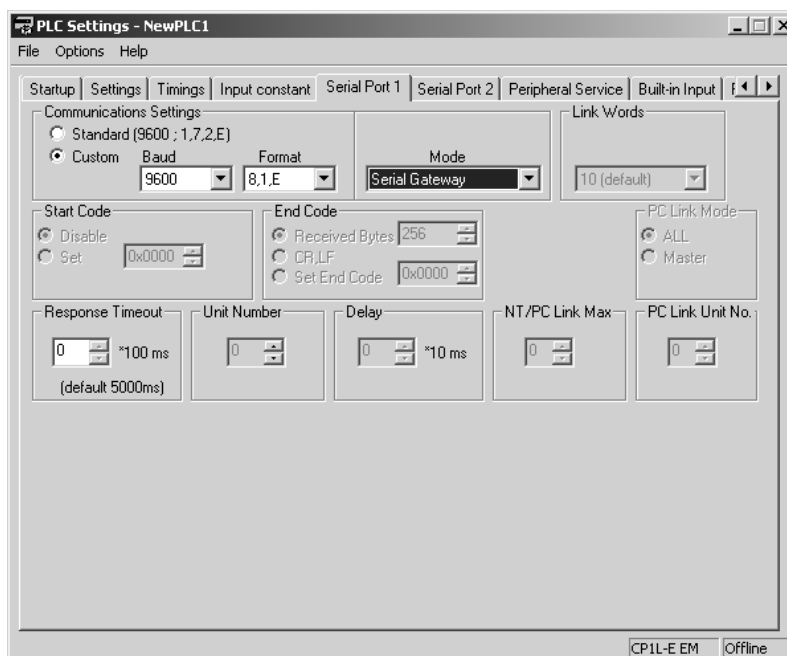 PLC Settings - NewPLC1
File Options Help
Startup Settings Timings Input constant Serial Port 1 Serial Port 2 Peripheral Service Built-in Input
Communications Settings Link Words
Standard (9600 ; 1,7,2,E)
Custom Baud Format Mode
9600 8,1,E Serial Gateway 10 (default)
Start Code End Code PC Link Mode
Disable Received Bytes 256 ALL
Set 0x0000 CR,LF Master
Set End Code 0x0000
Response Timeout Unit Number Delay NT/PC Link Max PC Link Unit No.
0 *100 ms 0 0 *10 ms 0 0
(default 5000ms)
CP1L-E EM Offline